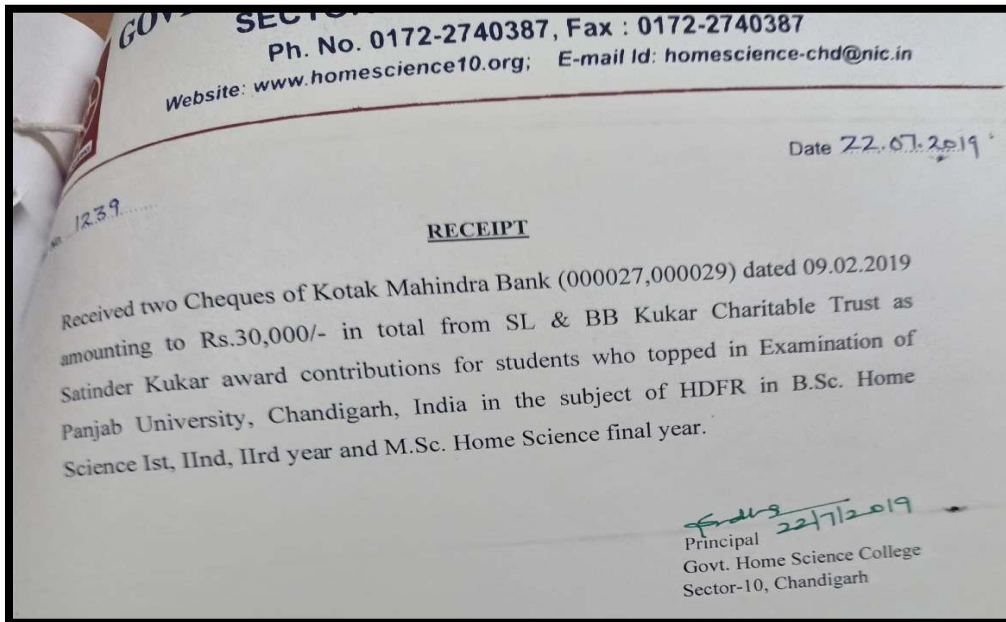 SECTOR
Ph. No. 0172-2740387, Fax : 0172-2740387
Website: www.homescience10.org; E-mail Id: homescience-chd@nic.in
Date 22.07.2019
No. 1239
RECEIPT
Received two Cheques of Kotak Mahindra Bank (000027,000029) dated 09.02.2019
amounting to Rs.30,000/- in total from SL & BB Kukar Charitable Trust as
Satinder Kukar award contributions for students who topped in Examination of
Panjab University, Chandigarh, India in the subject of HDFR in B.Sc. Home
Science Ist, IInd, IIrd year and M.Sc. Home Science final year.
22/7/2019
Principal
Govt. Home Science College
Sector-10, Chandigarh